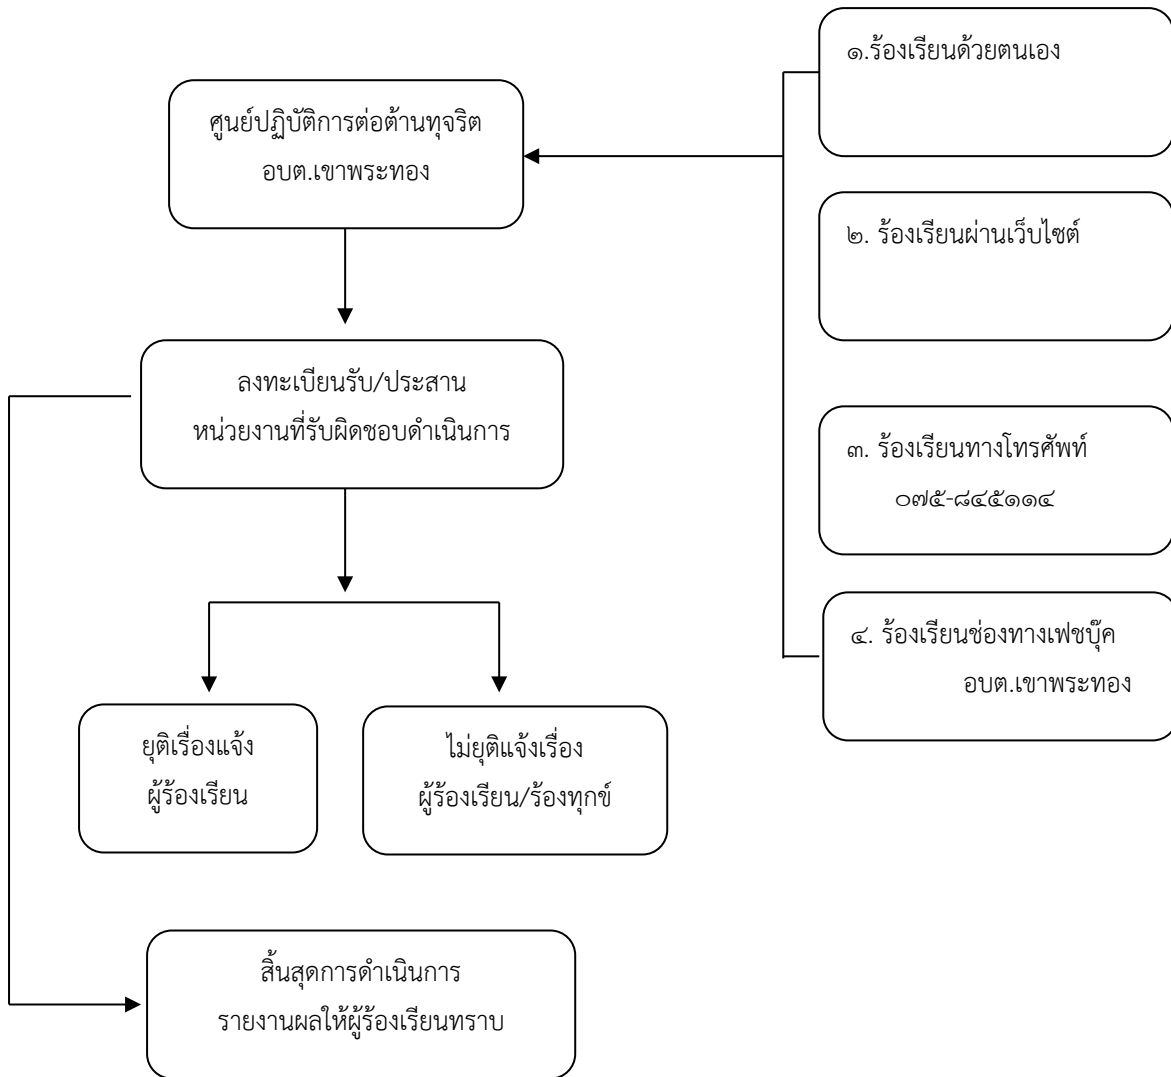 ศูนย์ปฏิบัติการต่อต้านทุจริต
อบต.เขาพระทอง
๑.ร้องเรียนด้วยตนเอง
๒. ร้องเรียนผ่านเว็บไซต์
๓. ร้องเรียนทางโทรศัพท์
๐๗๕-๘๔๕๑๑๔
๔. ร้องเรียนช่องทางเฟชบุ๊ค
อบต.เขาพระทอง
ลงทะเบียนรับ/ประสาน
หน่วยงานที่รับผิดชอบดำเนินการ
ยุติเรื่องแจ้ง
ผู้ร้องเรียน
ไม่ยุติแจ้งเรื่อง
ผู้ร้องเรียน/ร้องทุกข์
สิ้นสุดการดำเนินการ
รายงานผลให้ผู้ร้องเรียนทราบ